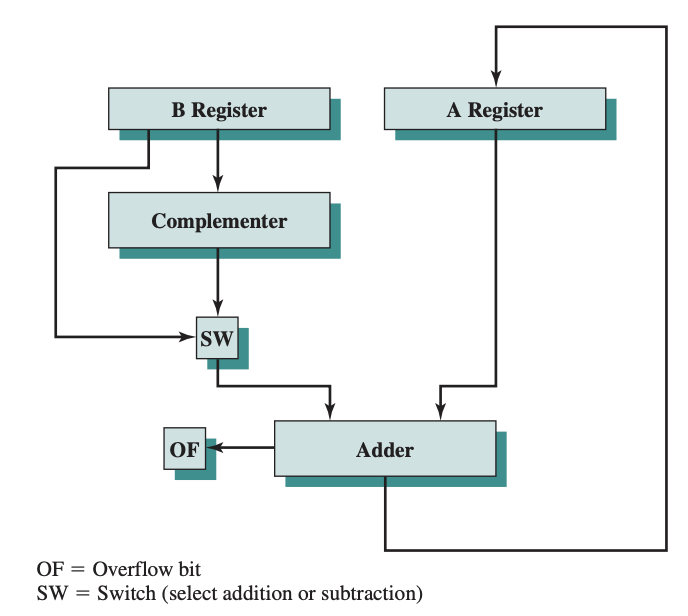 B Register
A Register
Complementer
SW
OF
Adder
OF = Overflow bit
SW = Switch (select addition or subtraction)